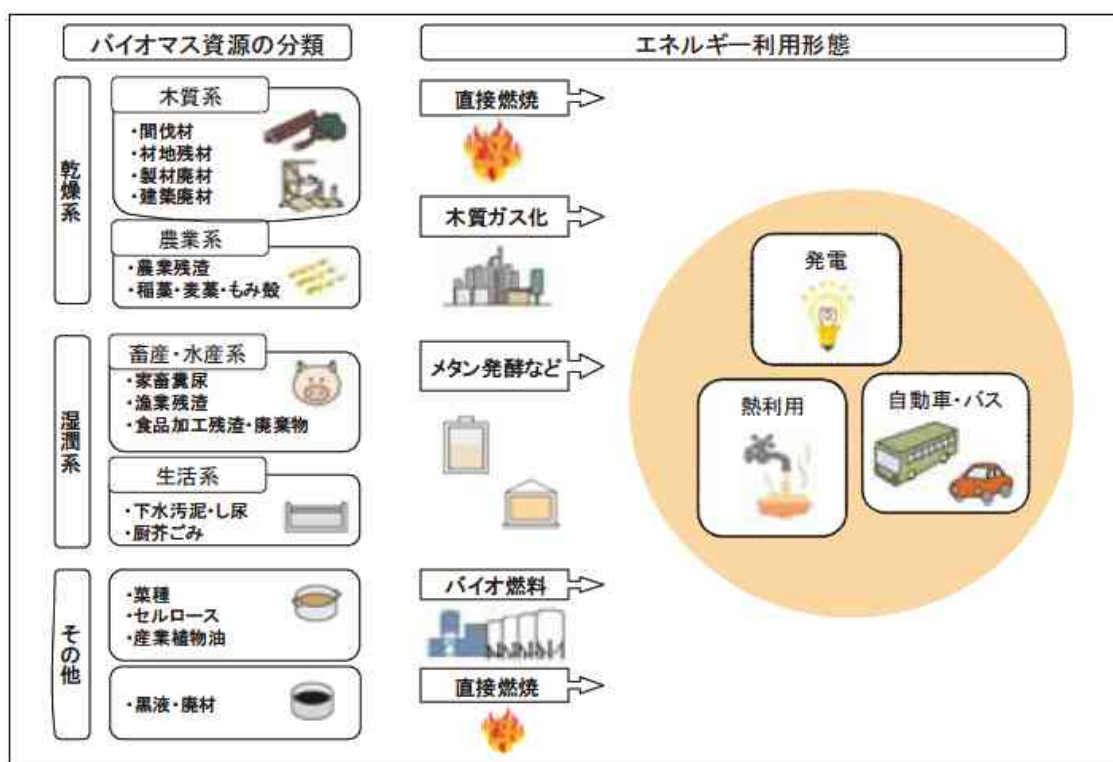 バイオマス資源の分類
エネルギー利用形態
乾燥系
木質系
・間伐材
・材地残材
・製材廃材
・建築廃材
農業系
・農業残渣
・稲藁・麦藁・もみ殻
湿潤系
畜産・水産系
・家畜糞尿
・漁業残渣
・食品加工残渣・廃棄物
生活系
・下水汚泥・し尿
・厨芥ごみ
その他
・菜種
・セルロース
・産業植物油
・黒液・廃材
直接燃焼
木質ガス化
メタン発酵など
バイオ燃料
直接燃焼
発電
熱利用
自動車・バス